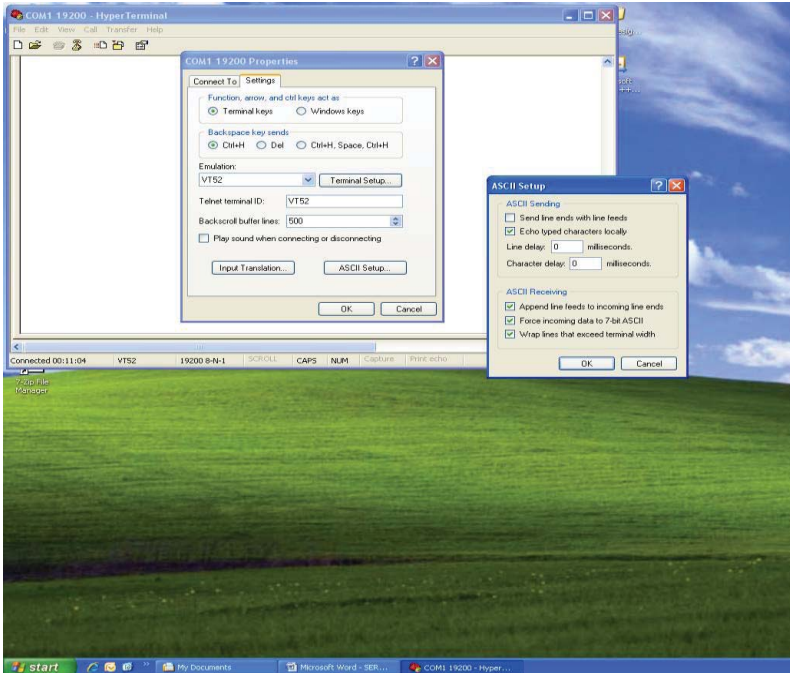 COM1 19200 - HyperTerminal
File Edit View Call Transfer Help
COM1 19200 Properties
Connect To Settings
Function, arrow, and ctrl keys act as
Terminal keys Windows keys
Backspace key sends
Ctrl+H Del Ctrl+H, Space, Ctrl+H
Emulation:
VT52 Terminal Setup...
Telnet terminal ID: VT52
Backscroll buffer lines: 500
Play sound when connecting or disconnecting
Input Translation... ASCII Setup...
OK Cancel
ASCII Setup
ASCII Sending
Send line ends with line feeds
Echo typed characters locally
Line delay: 0 milliseconds.
Character delay: 0 milliseconds.
ASCII Receiving
Append line feeds to incoming line ends
Force incoming data to 7-bit ASCII
Wrap lines that exceed terminal width
OK Cancel
Connected 00:11:04 VT52 19200 8-N-1 SCROLL CAPS NUM Capture Print echo
7-Zip File
Manager
start My Documents Microsoft Word - SER... COM1 19200 - Hyper...